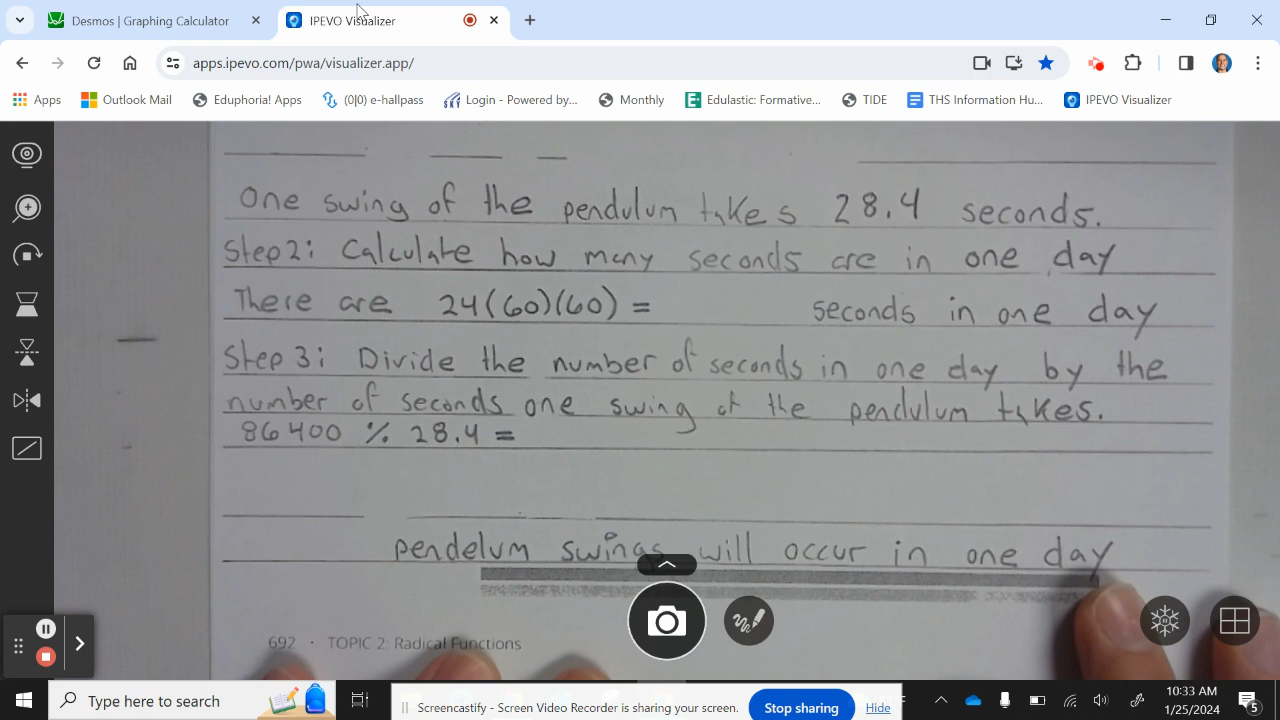 Desmos | Graphing Calculator
IPEVO Visualizer
apps.ipevo.com/pwa/visualizer.app/
Apps
Outlook Mail
Eduphoria! Apps
(0|0) e-hallpass
Login - Powered by...
Monthly
Edulastic: Formative...
TIDE
THS Information Hu...
IPEVO Visualizer
One swing of the pendulum takes 28.4 seconds.
Step 2: Calculate how many seconds are in one day
There are 24(60)(60) = seconds in one day
Step 3: Divide the number of seconds in one day by the
number of seconds one swing of the pendulum takes.
86400 % 28.4 =
pendelum swings will occur in one day
692 · TOPIC 2: Radical Functions
Type here to search
Screencastify - Screen Video Recorder is sharing your screen.
Stop sharing
Hide
10:33 AM
1/25/2024
5